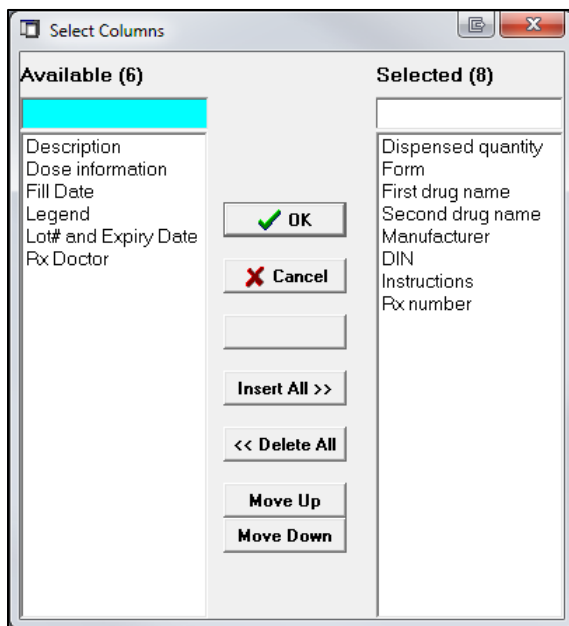 Select Columns
Available (6)
Description
Dose information
Fill Date
Legend
Lot# and Expiry Date
Rx Doctor
OK
Cancel
Insert All >>
<< Delete All
Move Up
Move Down
Selected (8)
Dispensed quantity
Form
First drug name
Second drug name
Manufacturer
DIN
Instructions
Rx number